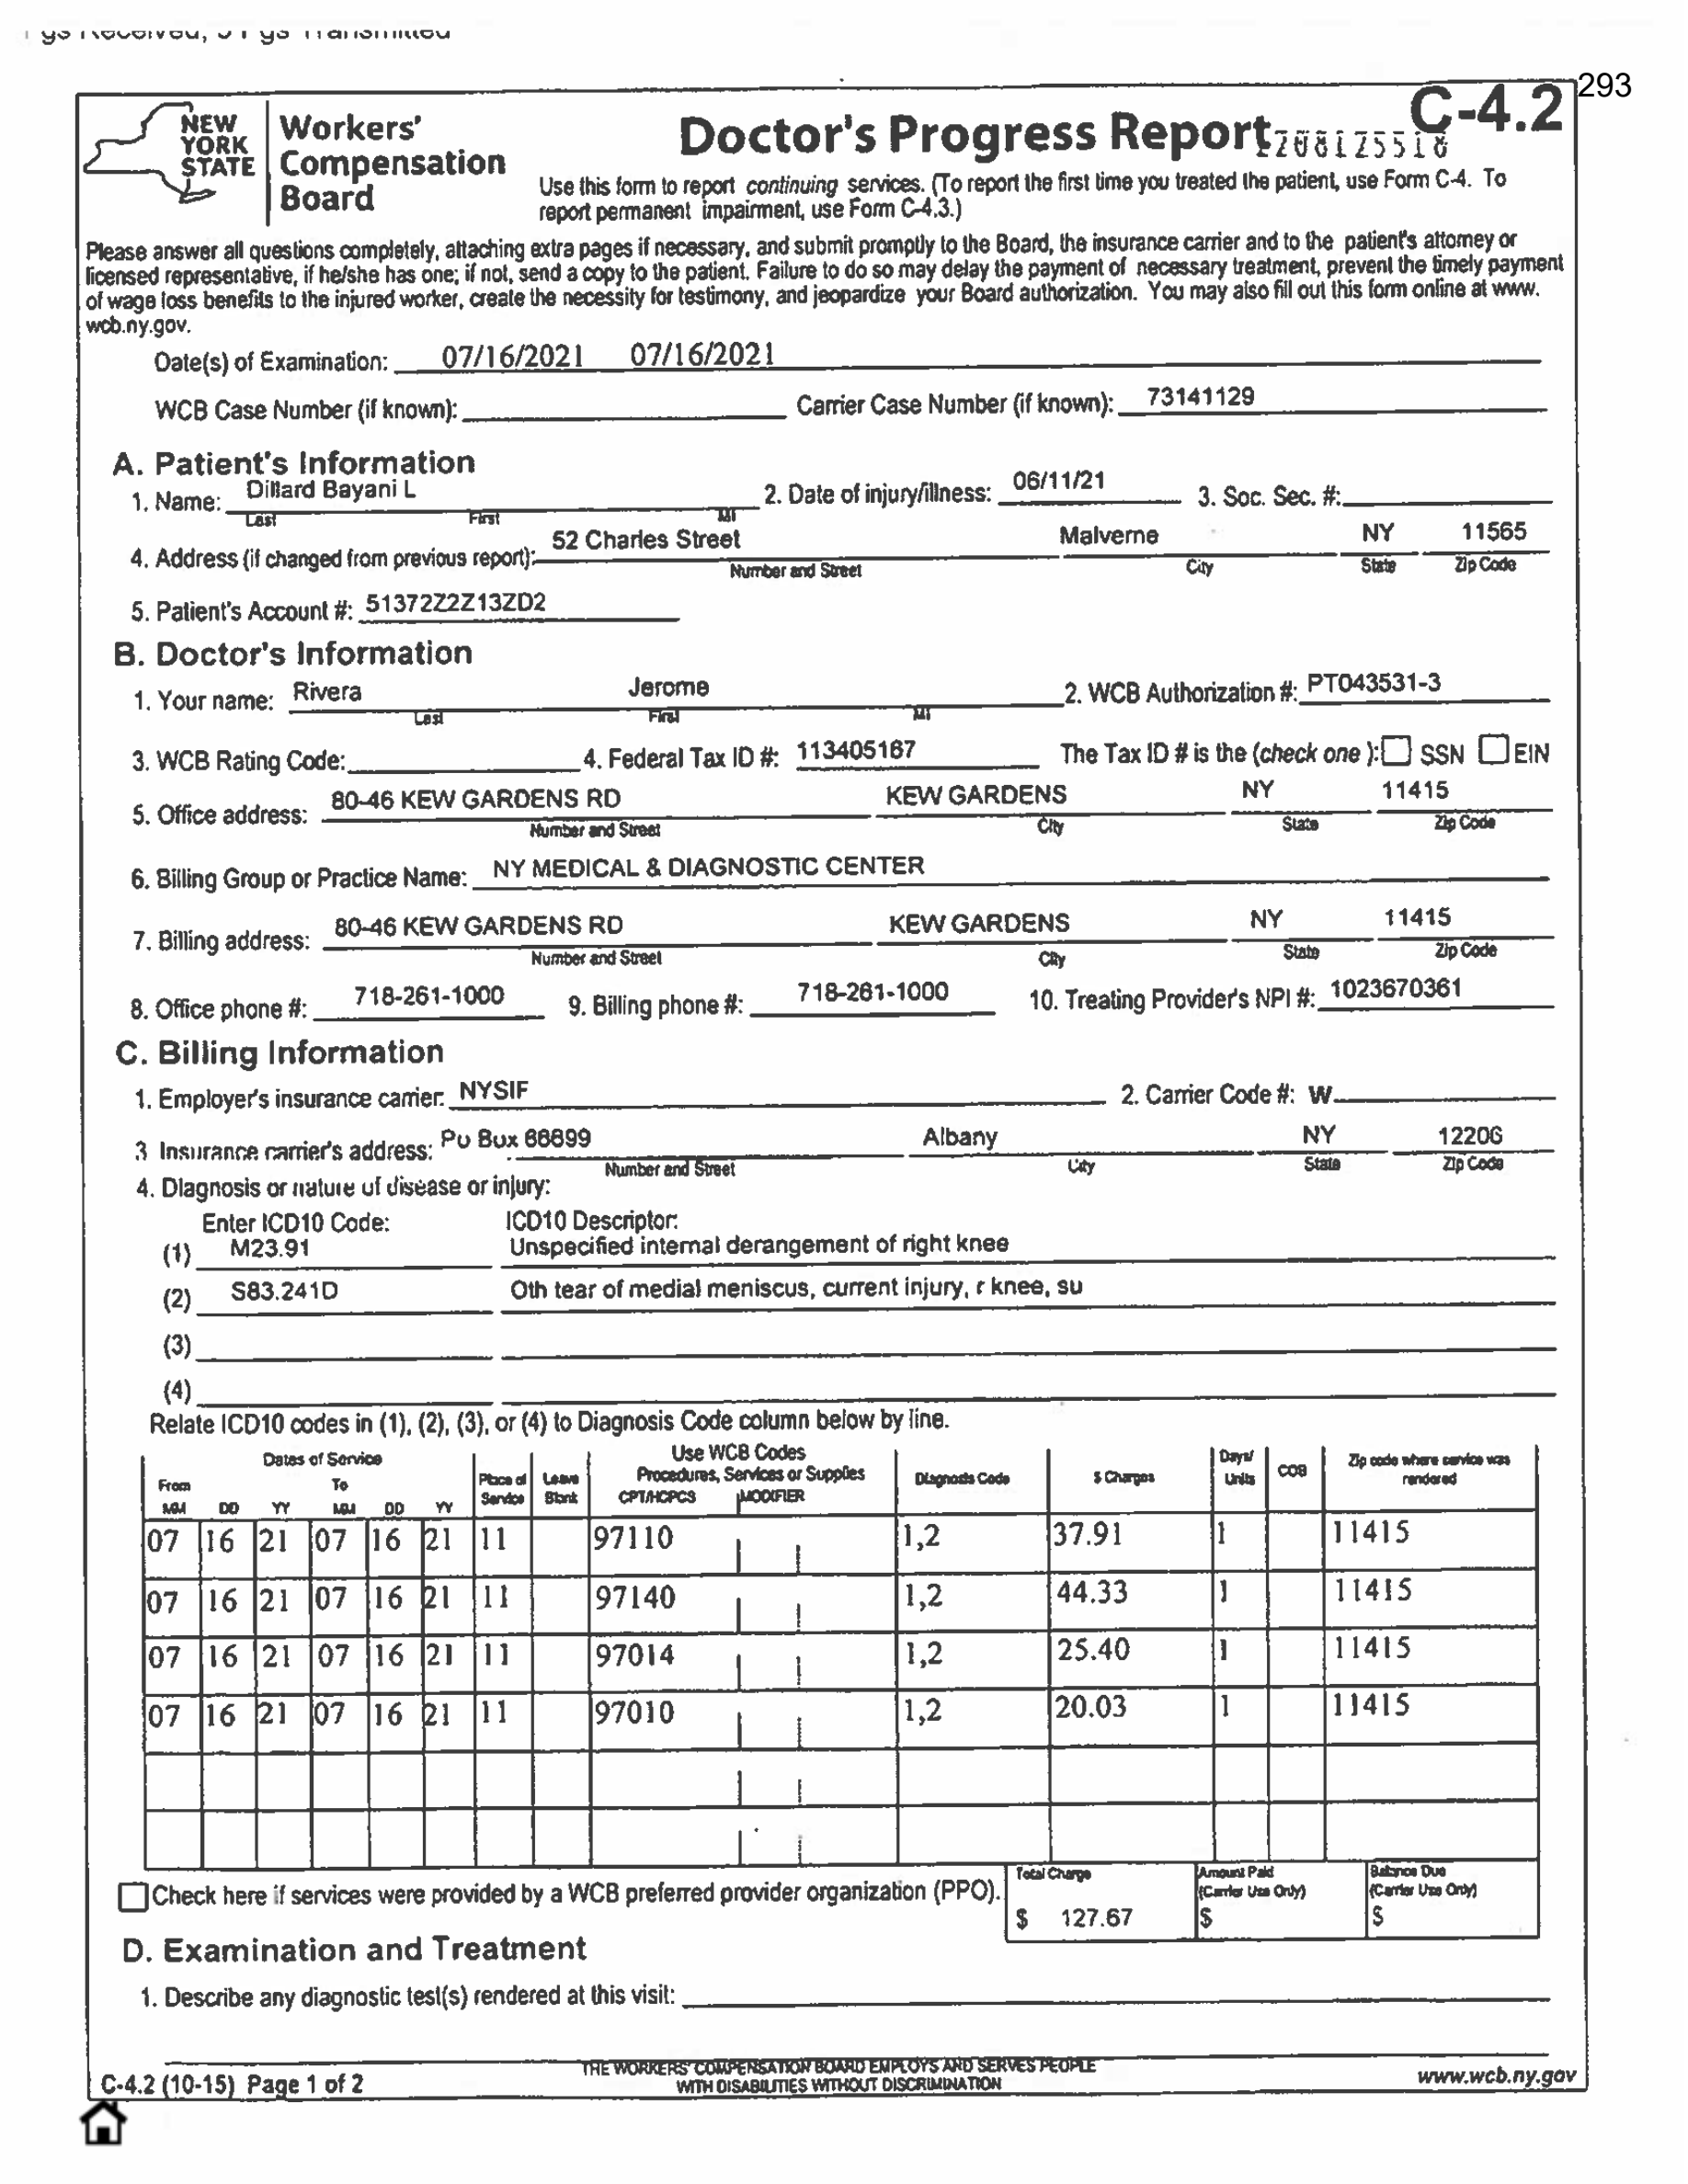 293
NEW YORK STATE
Workers' Compensation Board
C-4.2
Doctor's Progress Report
Use this form to report continuing services. (To report the first time you treated the patient, use Form C-4. To
report permanent impairment, use Form C-4.3.)
Please answer all questions completely, attaching extra pages if necessary, and submit promptly to the Board, the insurance carrier and to the patient's attorney or
licensed representative, if he/she has one; if not, send a copy to the patient. Failure to do so may delay the payment of necessary treatment, prevent the timely payment
of wage loss benefits to the injured worker, create the necessity for testimony, and jeopardize your Board authorization. You may also fill out this form online at www.
wcb.ny.gov.
Date(s) of Examination: 07/16/2021 07/16/2021
WCB Case Number (if known): Carrier Case Number (if known): 73141129
A. Patient's Information
1. Name: Dillard Bayani L 2. Date of injury/illness: 06/11/21 3. Soc. Sec. #:
Last First MI
4. Address (if changed from previous report): 52 Charles Street Malverne NY 11565
Number and Street City State Zip Code
5. Patient's Account #: 51372Z2Z13ZD2
B. Doctor's Information
1. Your name: Rivera Jerome 2. WCB Authorization #: PT043531-3
Last First MI
3. WCB Rating Code: 4. Federal Tax ID #: 113405167 The Tax ID # is the (check one ): SSN EIN
5. Office address: 80-46 KEW GARDENS RD KEW GARDENS NY 11415
Number and Street City State Zip Code
6. Billing Group or Practice Name: NY MEDICAL & DIAGNOSTIC CENTER
7. Billing address: 80-46 KEW GARDENS RD KEW GARDENS NY 11415
Number and Street City State Zip Code
8. Office phone #: 718-261-1000 9. Billing phone #: 718-261-1000 10. Treating Provider's NPI #: 1023670361
C. Billing Information
1. Employer's insurance carrier: NYSIF 2. Carrier Code #: W
3 Insurance carrier's address: Po Box 66699 Albany NY 12206
Number and Street City State Zip Code
4. Diagnosis or nature of disease or injury:
Enter ICD10 Code: ICD10 Descriptor:
(1) M23.91 Unspecified internal derangement of right knee
(2) S83.241D Oth tear of medial meniscus, current injury, r knee, su
(3)
(4)
Relate ICD10 codes in (1), (2), (3), or (4) to Diagnosis Code column below by line.
Dates of Service Use WCB Codes
From To Place of Service Leave Blank Procedures, Services or Supplies Diagnosis Code $ Charges Days/ Units COB Zip code where service was rendered
MM DD YY MM DD YY CPT/HCPCS MODIFIER
07 16 21 07 16 21 11 97110 1,2 37.91 1 11415
07 16 21 07 16 21 11 97140 1,2 44.33 1 11415
07 16 21 07 16 21 11 97014 1,2 25.40 1 11415
07 16 21 07 16 21 11 97010 1,2 20.03 1 11415
Check here if services were provided by a WCB preferred provider organization (PPO).
Total Charge Amount Paid (Carrier Use Only) Balance Due (Carrier Use Only)
$ 127.67 $ $
D. Examination and Treatment
1. Describe any diagnostic test(s) rendered at this visit:
THE WORKERS' COMPENSATION BOARD EMPLOYS AND SERVES PEOPLE
WITH DISABILITIES WITHOUT DISCRIMINATION
C-4.2 (10-15) Page 1 of 2 www.wcb.ny.gov